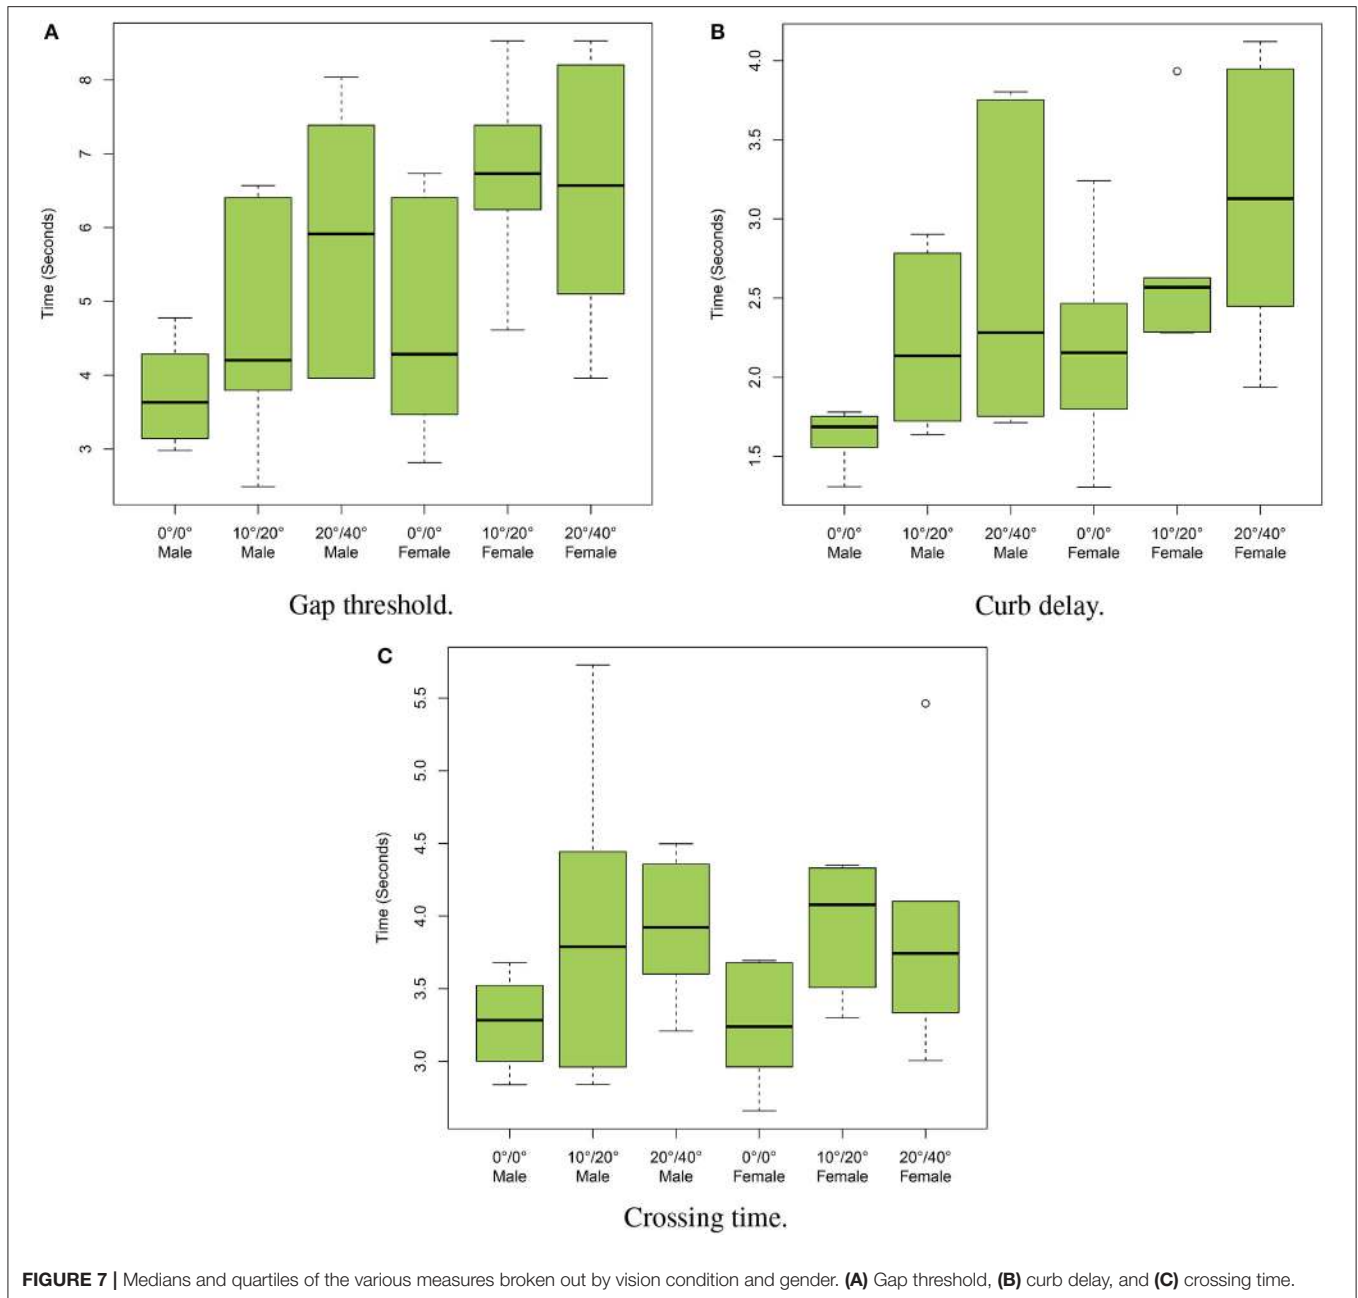 A
Time (Seconds)
8
7
6
5
4
3
0°/0° 10°/20° 20°/40° 0°/0° 10°/20° 20°/40°
Male Male Male Female Female Female
Gap threshold.
B
Time (Seconds)
4.0
3.5
3.0
2.5
2.0
1.5
0°/0° 10°/20° 20°/40° 0°/0° 10°/20° 20°/40°
Male Male Male Female Female Female
Curb delay.
C
Time (Seconds)
5.5
5.0
4.5
4.0
3.5
3.0
0°/0° 10°/20° 20°/40° 0°/0° 10°/20° 20°/40°
Male Male Male Female Female Female
Crossing time.
FIGURE 7 | Medians and quartiles of the various measures broken out by vision condition and gender. (A) Gap threshold, (B) curb delay, and (C) crossing time.